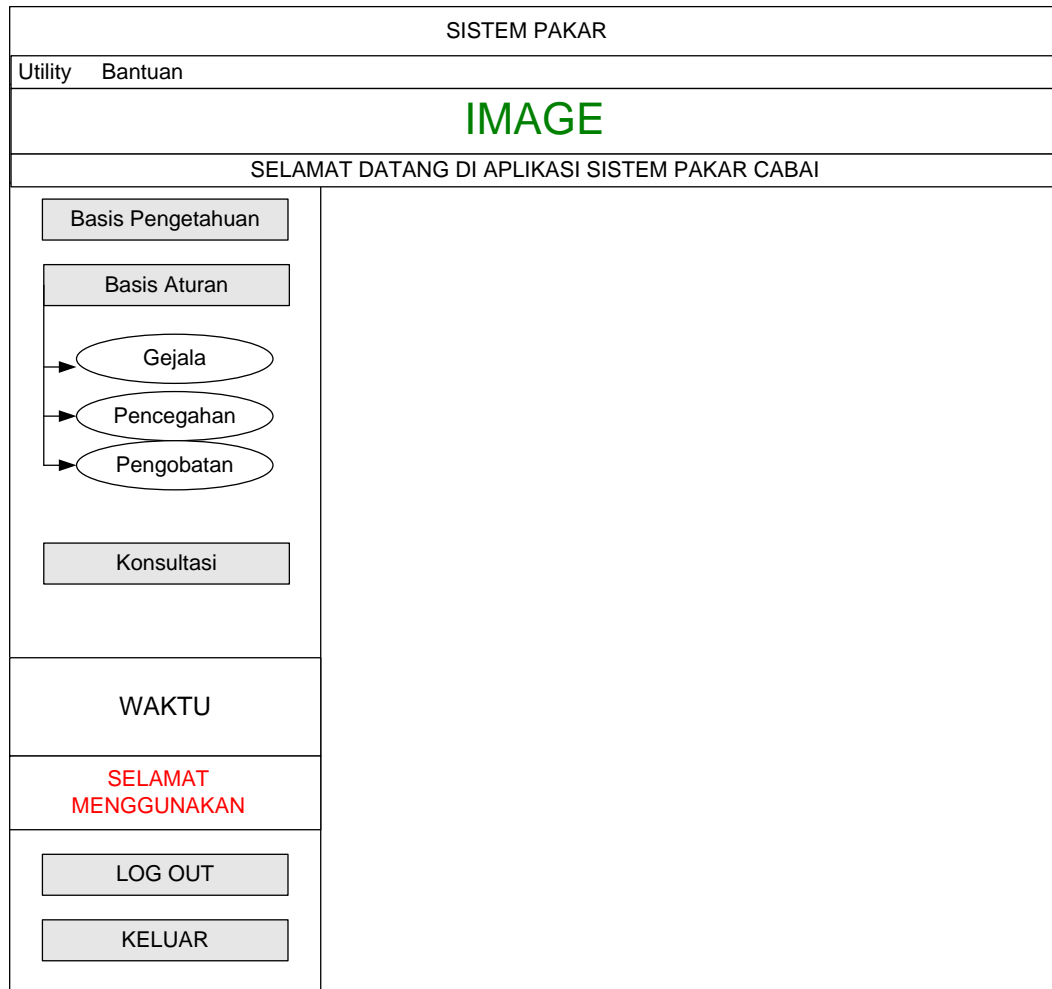 SISTEM PAKAR
Utility Bantuan
IMAGE
SELAMAT DATANG DI APLIKASI SISTEM PAKAR CABAI
Basis Pengetahuan
Basis Aturan
Gejala
Pencegahan
Pengobatan
Konsultasi
WAKTU
SELAMAT
MENGGUNAKAN
LOG OUT
KELUAR